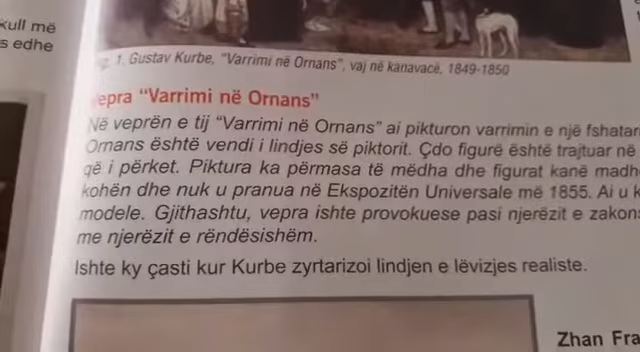 kull më
s edhe
1. Gustav Kurbe, "Varrimi në Ornans", vaj në kanavacë, 1849-1850
Vepra "Varrimi në Ornans"
Në veprën e tij "Varrimi në Ornans" ai pikturon varrimin e një fshatar
Ornans është vendi i lindjes së piktorit. Çdo figurë është trajtuar në
që i përket. Piktura ka përmasa të mëdha dhe figurat kanë madh
kohën dhe nuk u pranua në Ekspozitën Universale më 1855. Ai u k
modele. Gjithashtu, vepra ishte provokuese pasi njerëzit e zakon
me njerëzit e rëndësishëm.
Ishte ky çasti kur Kurbe zyrtarizoi lindjen e lëvizjes realiste.
Zhan Fra